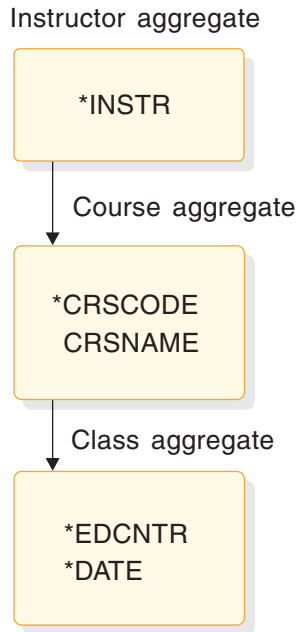 Instructor aggregate
*INSTR
Course aggregate
*CRSCODE
CRSNAME
Class aggregate
*EDCNTR
*DATE